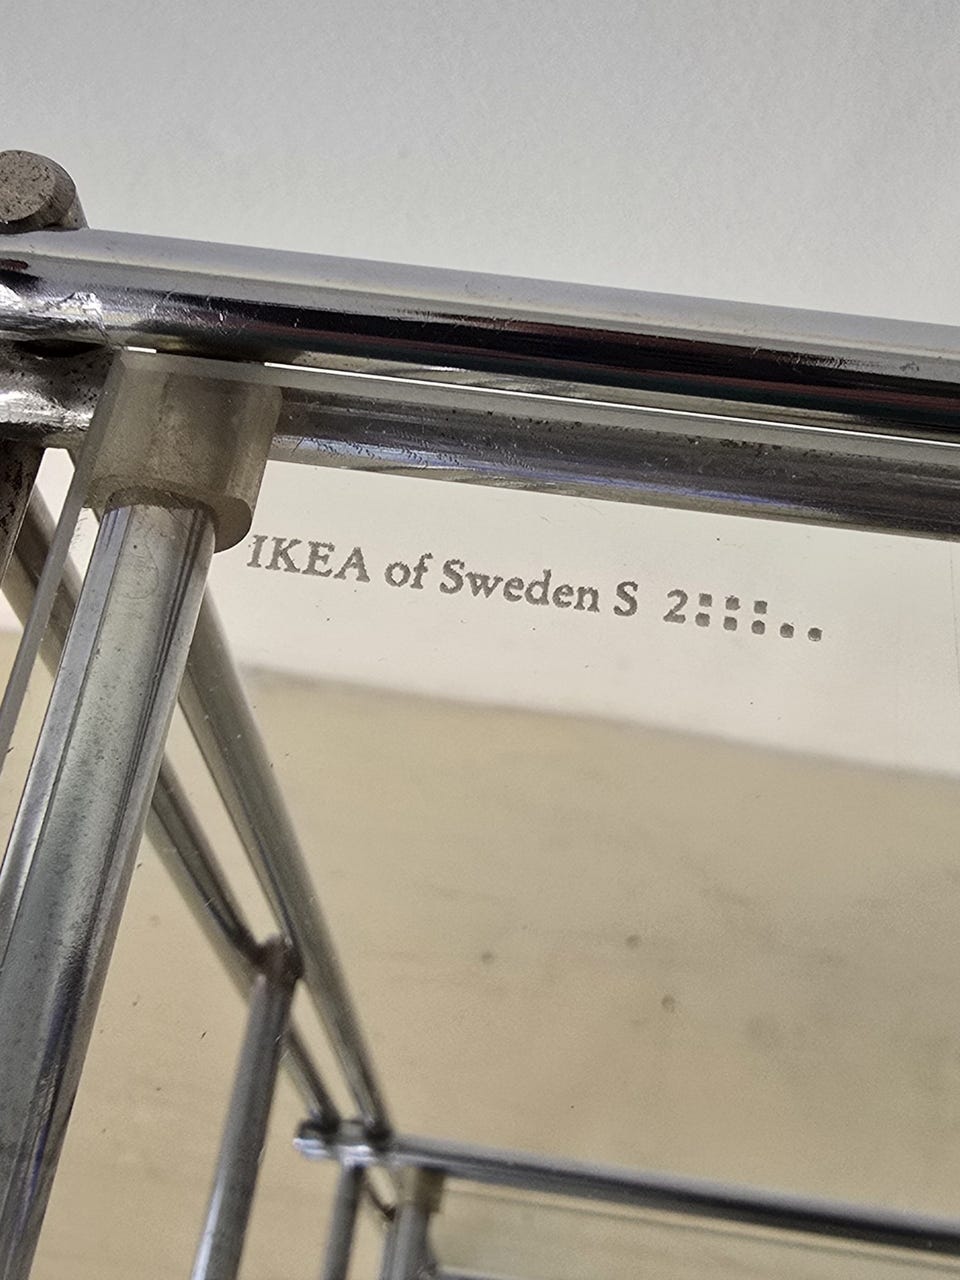 IKEA of Sweden S 2⠿⠶..